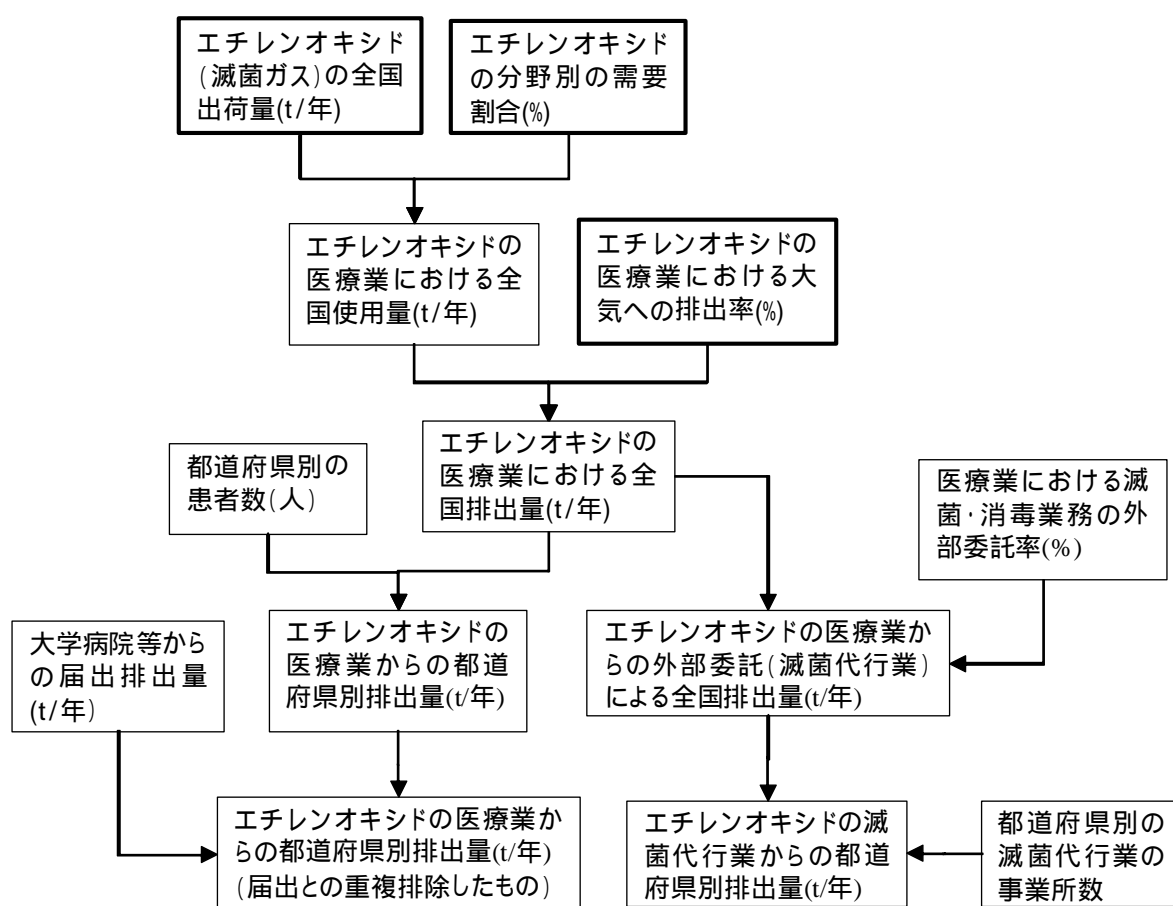 エチレンオキシド
(滅菌ガス)の全国
出荷量(t/年)
エチレンオキシド
の分野別の需要
割合(%)
エチレンオキシドの
医療業における全
国使用量(t/年)
エチレンオキシドの
医療業における大
気への排出率(%)
都道府県別の
患者数(人)
エチレンオキシドの
医療業における全
国排出量(t/年)
医療業における滅
菌・消毒業務の外
部委託率(%)
大学病院等から
の届出排出量
(t/年)
エチレンオキシドの
医療業からの都道
府県別排出量(t/年)
エチレンオキシドの医療業か
らの外部委託(滅菌代行業)
による全国排出量(t/年)
エチレンオキシドの医療業か
らの都道府県別排出量(t/年)
(届出との重複排除したもの)
エチレンオキシドの滅
菌代行業からの都道
府県別排出量(t/年)
都道府県別の
滅菌代行業の
事業所数